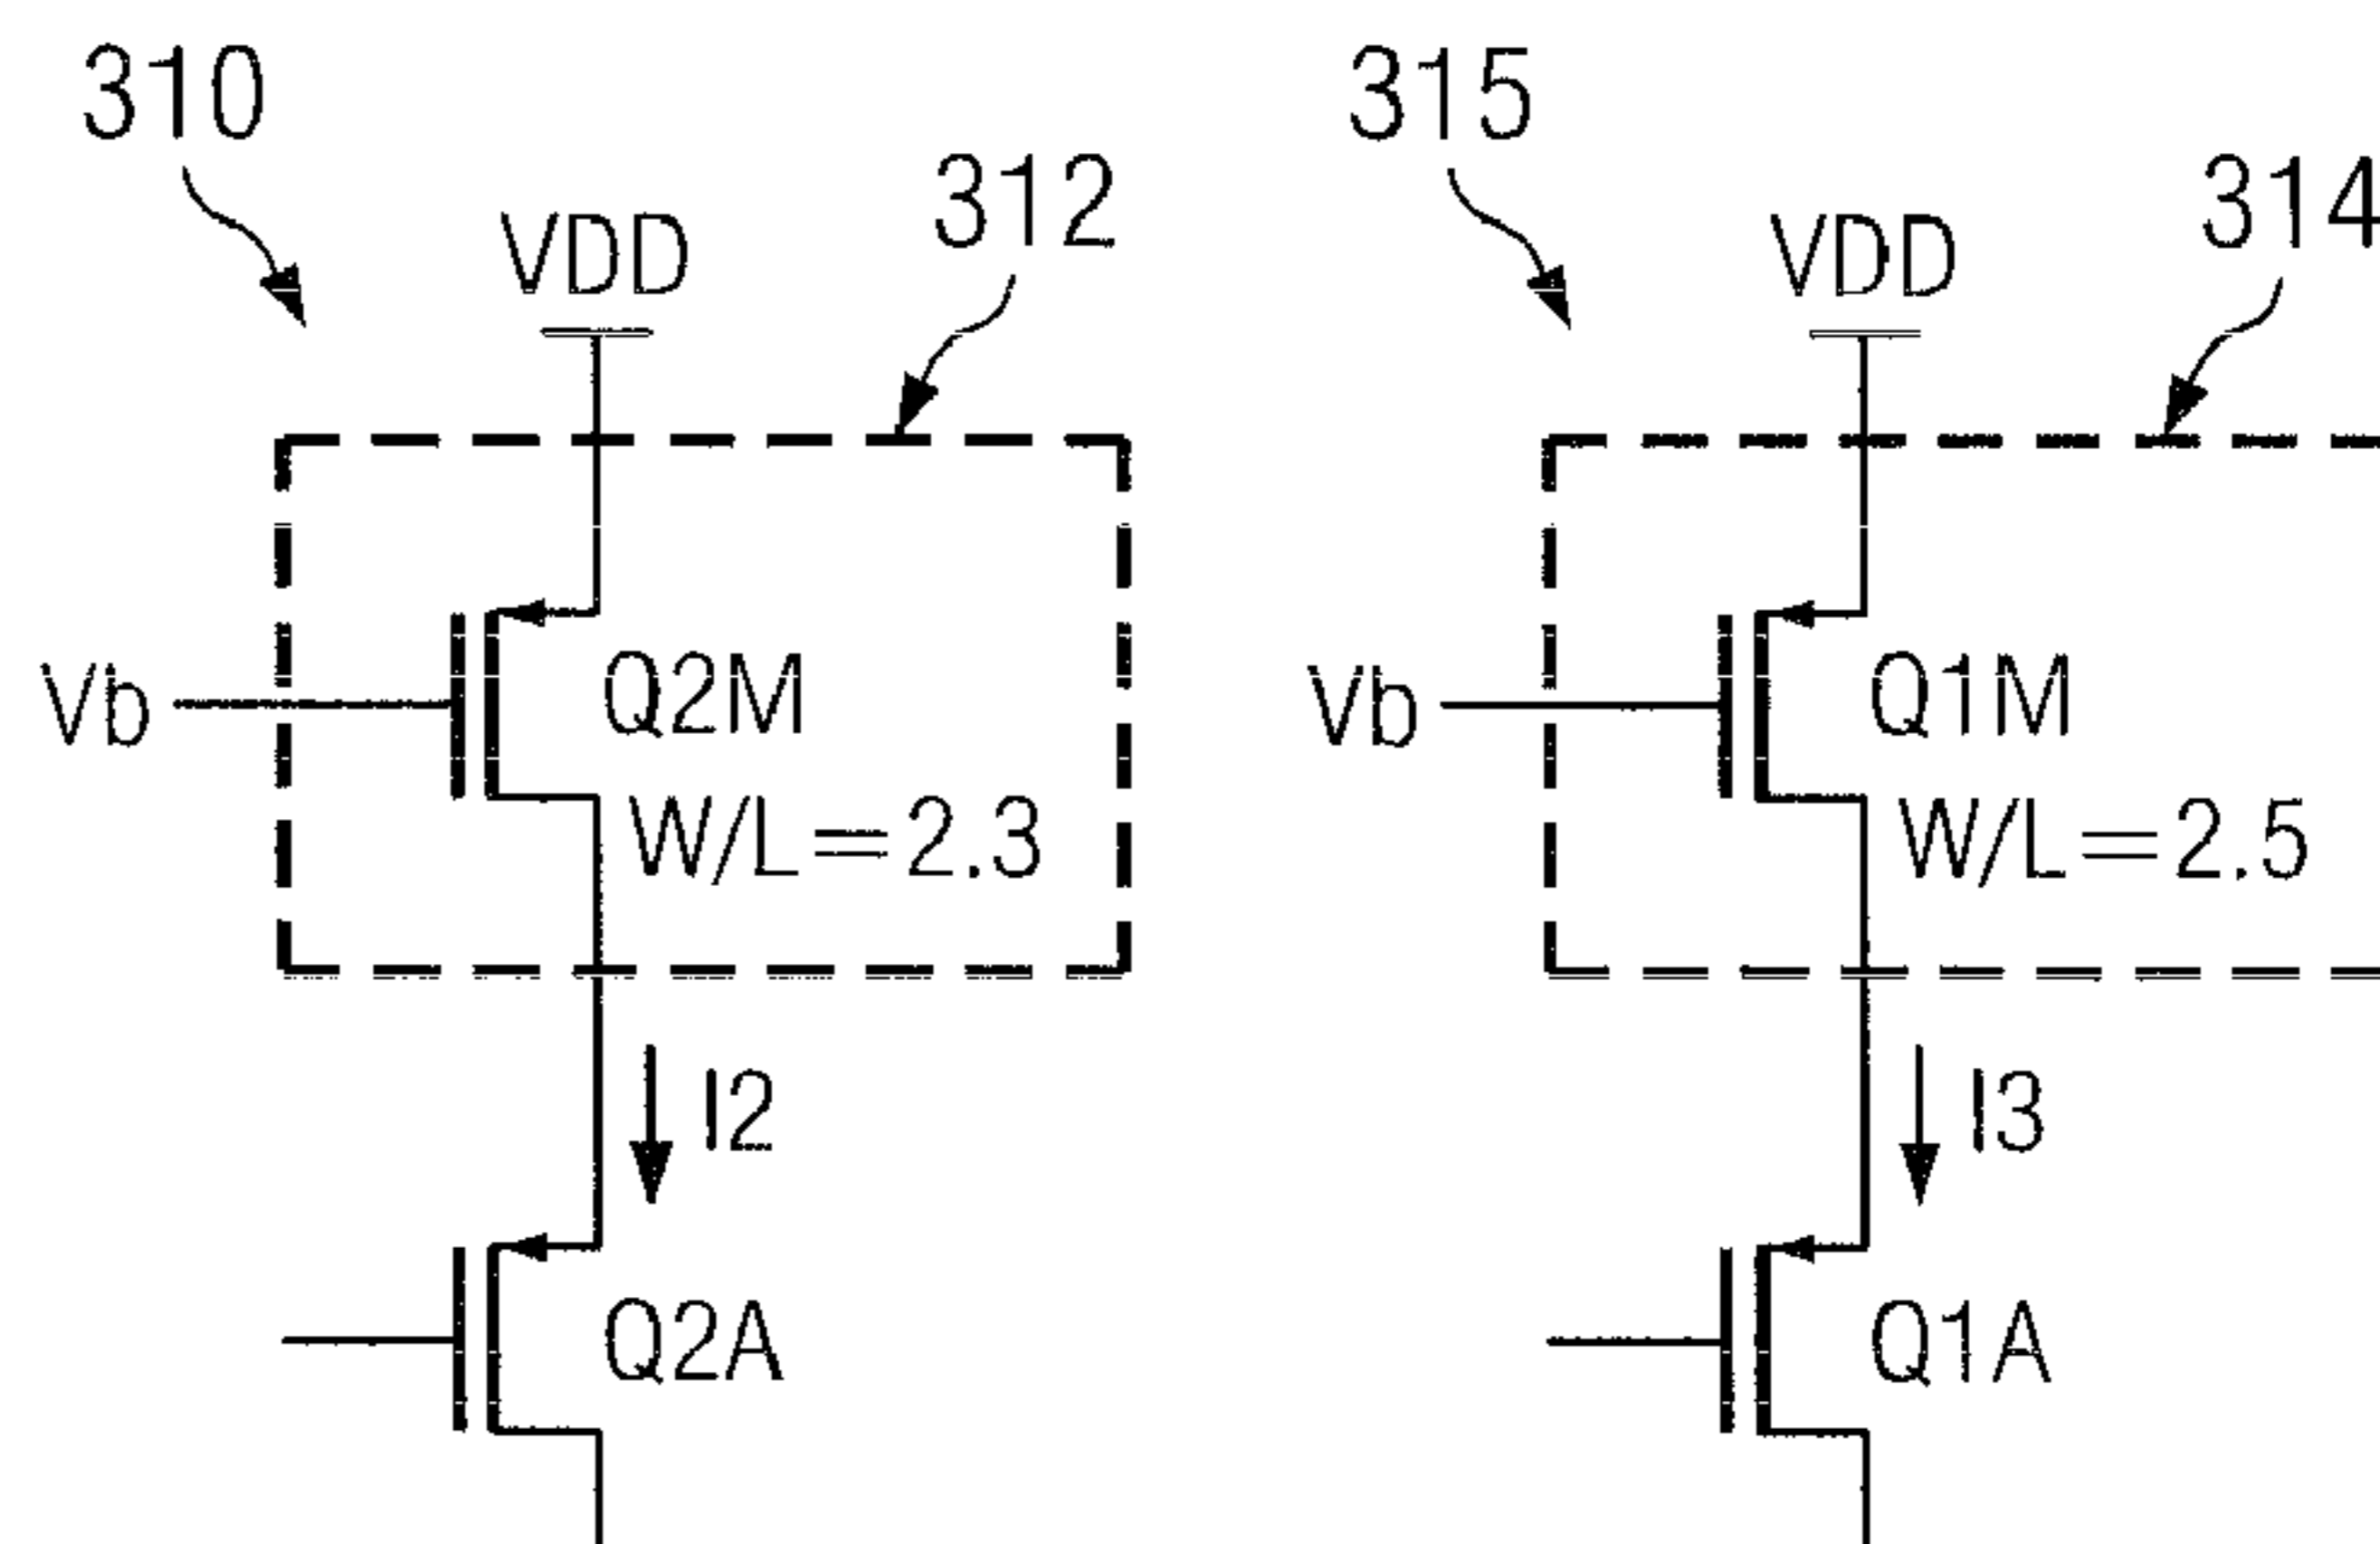 310
315
312
314
VDD
VDD
Vb
Q2M
Vb
Q1M
W/L=2.3
W/L=2.5
I2
I3
Q2A
Q1A